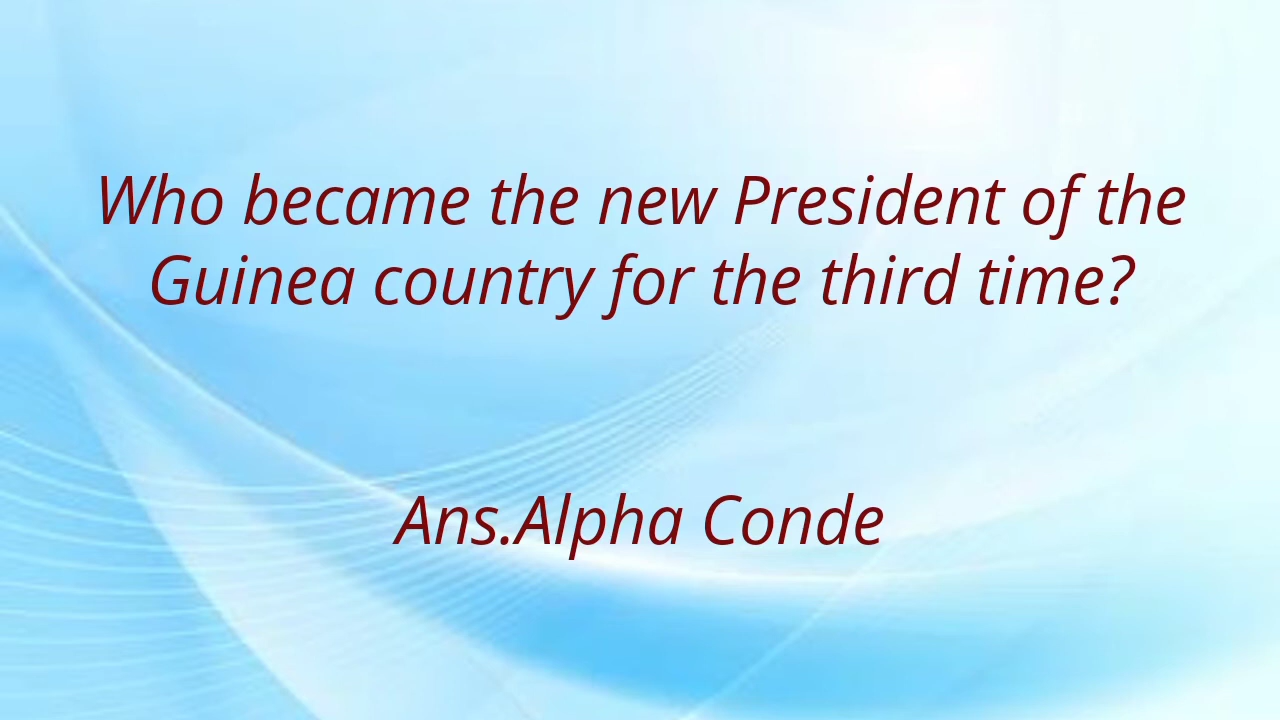 Who became the new President of the
Guinea country for the third time?
Ans.Alpha Conde